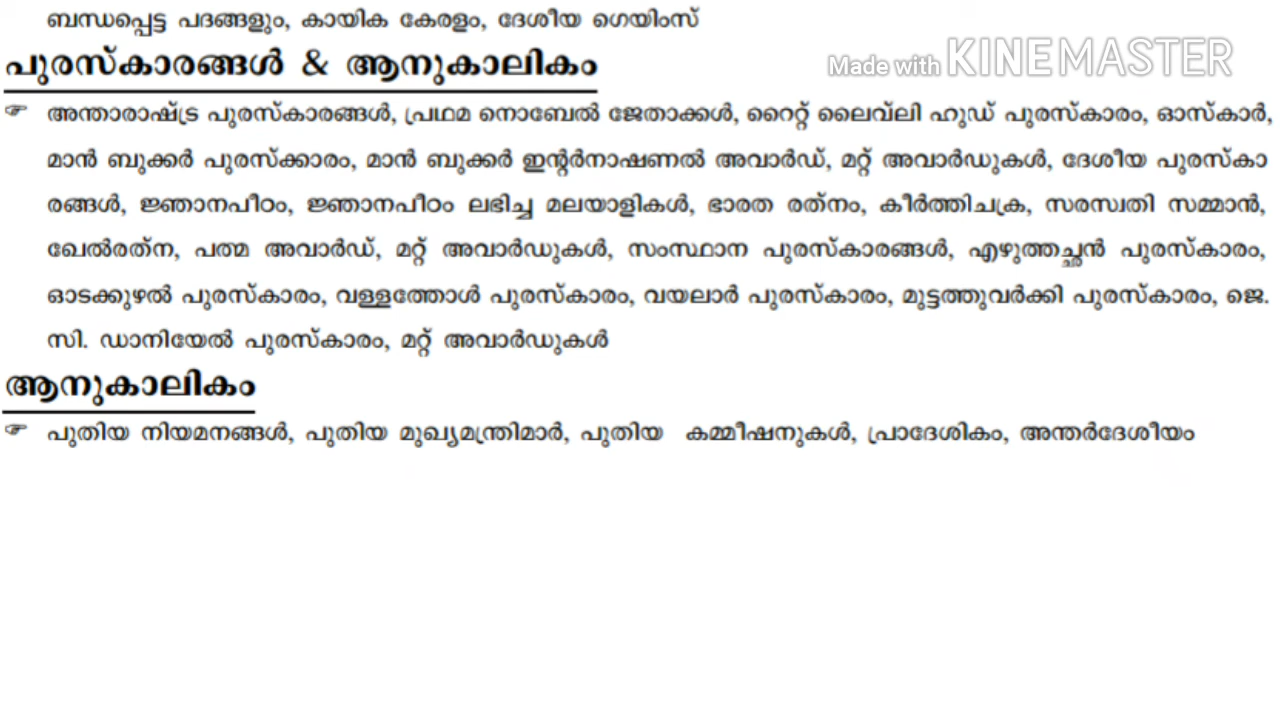 ബന്ധപ്പെട്ട പദങ്ങളും, കായിക കേരളം, ദേശീയ ഗെയിംസ്
പുരസ്കാരങ്ങൾ & ആനുകാലികം
Made with KINEMASTER
☞ അന്താരാഷ്ട്ര പുരസ്കാരങ്ങൾ, പ്രഥമ നൊബേൽ ജേതാക്കൾ, റൈറ്റ് ലൈവ്ലി ഹുഡ് പുരസ്കാരം, ഓസ്കാർ,
മാൻ ബുക്കർ പുരസ്ക്കാരം, മാൻ ബുക്കർ ഇന്റർനാഷണൽ അവാർഡ്, മറ്റ് അവാർഡുകൾ, ദേശീയ പുരസ്കാ
രങ്ങൾ, ജ്ഞാനപീഠം, ജ്ഞാനപീഠം ലഭിച്ച മലയാളികൾ, ഭാരത രത്നം, കീർത്തിചക്ര, സരസ്വതി സമ്മാൻ,
ഖേൽരത്ന, പത്മ അവാർഡ്, മറ്റ് അവാർഡുകൾ, സംസ്ഥാന പുരസ്കാരങ്ങൾ, എഴുത്തച്ഛൻ പുരസ്കാരം,
ഓടക്കുഴൽ പുരസ്കാരം, വള്ളത്തോൾ പുരസ്കാരം, വയലാർ പുരസ്കാരം, മുട്ടത്തുവർക്കി പുരസ്കാരം, ജെ.
സി. ഡാനിയേൽ പുരസ്കാരം, മറ്റ് അവാർഡുകൾ
ആനുകാലികം
☞ പുതിയ നിയമനങ്ങൾ, പുതിയ മുഖ്യമന്ത്രിമാർ, പുതിയ കമ്മീഷനുകൾ, പ്രാദേശികം, അന്തർദേശീയം